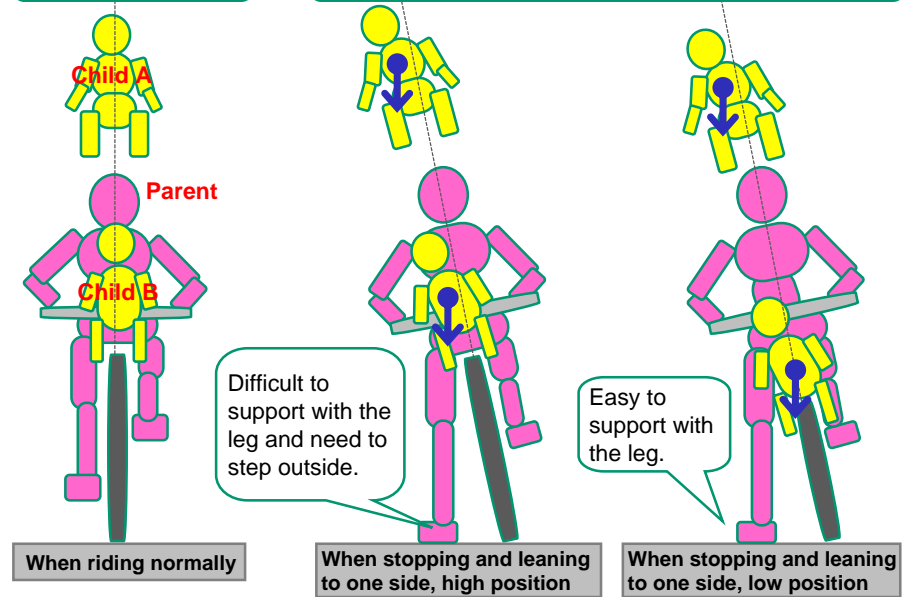 Child A
Parent
Child B
Difficult to
support with the
leg and need to
step outside.
Easy to
support with
the leg.
When riding normally
When stopping and leaning
to one side, high position
When stopping and leaning
to one side, low position